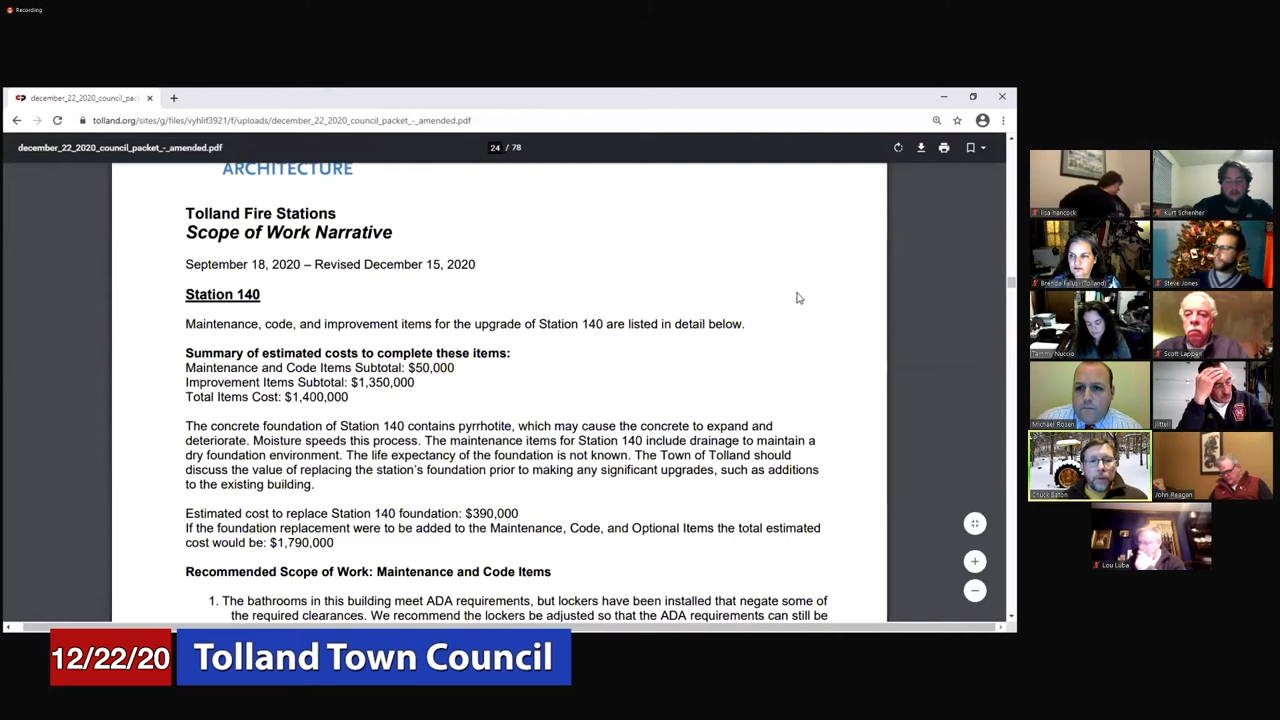 Recording
december_22_2020_council_pac
tolland.org/sites/g/files/vyhlif3921/f/uploads/december_22_2020_council_packet_-_amended.pdf
december_22_2020_council_packet_-_amended.pdf
24 / 78
ARCHITECTURE
Tolland Fire Stations
Scope of Work Narrative
September 18, 2020 – Revised December 15, 2020
Station 140
Maintenance, code, and improvement items for the upgrade of Station 140 are listed in detail below.
Summary of estimated costs to complete these items:
Maintenance and Code Items Subtotal: $50,000
Improvement Items Subtotal: $1,350,000
Total Items Cost: $1,400,000
The concrete foundation of Station 140 contains pyrrhotite, which may cause the concrete to expand and
deteriorate. Moisture speeds this process. The maintenance items for Station 140 include drainage to maintain a
dry foundation environment. The life expectancy of the foundation is not known. The Town of Tolland should
discuss the value of replacing the station's foundation prior to making any significant upgrades, such as additions
to the existing building.
Estimated cost to replace Station 140 foundation: $390,000
If the foundation replacement were to be added to the Maintenance, Code, and Optional Items the total estimated
cost would be: $1,790,000
Recommended Scope of Work: Maintenance and Code Items
1. The bathrooms in this building meet ADA requirements, but lockers have been installed that negate some of
the required clearances. We recommend the lockers be adjusted so that the ADA requirements can still be
lisa hancock
Kurt Schenher
Brenda Falusi (Tolland)
Steve Jones
Tammy Nuccio
Scott Lappen
Michael Rosen
jlittell
Chuck Eaton
John Reagan
Lou Luba
12/22/20
Tolland Town Council